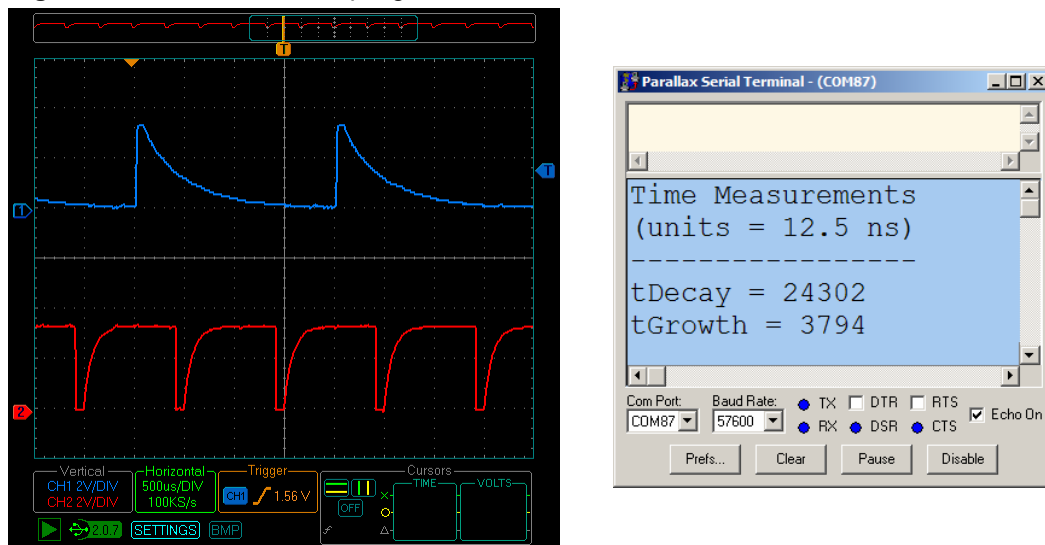 T
T
1
2
Vertical
CH1 2V/DIV
CH2 2V/DIV
Horizontal
500us/DIV
100KS/s
Trigger
CH1 1.56 V
OFF
Cursors
TIME
VOLTS
X-
O-
Δ-
2.0.7
SETTINGS
BMP
Parallax Serial Terminal - (COM87)
Time Measurements
(units = 12.5 ns)
-----------------
tDecay = 24302
tGrowth = 3794
Com Port:
COM87
Baud Rate:
57600
TX DTR RTS
RX DSR CTS
Echo On
Prefs...
Clear
Pause
Disable